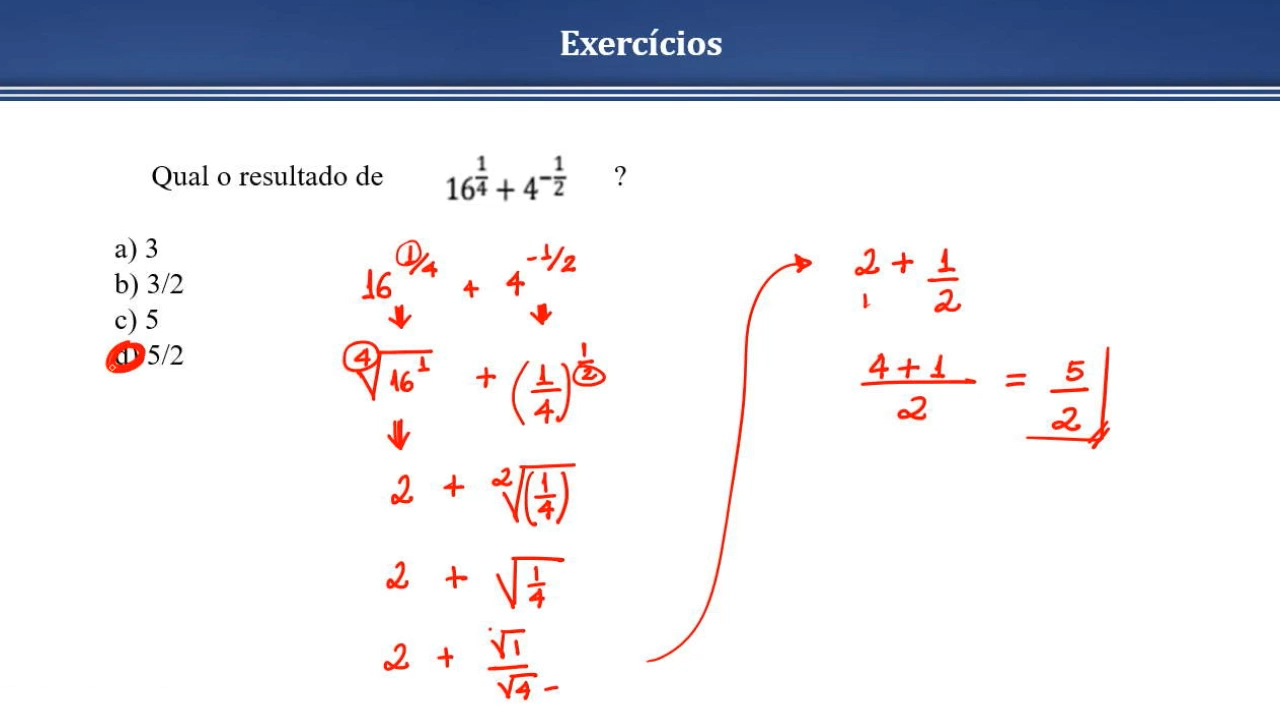 Exercícios
Qual o resultado de 16^{1/4} + 4^{-1/2} ?
a) 3
b) 3/2
c) 5
d) 5/2
16^{1/4} + 4^{-1/2}
⁴√16¹ + (1/4)^{1/2}
2 + ²√(1/4)
2 + √1/4
2 + √1/√4 -
2 + 1/2
1
4+1/2 = 5/2